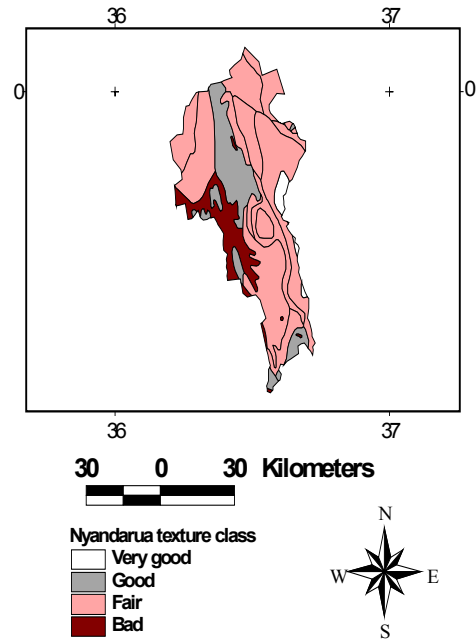 36 37
0 0
36 37
30 0 30 Kilometers
Nyandarua texture class
Very good
Good
Fair
Bad
N
W E
S